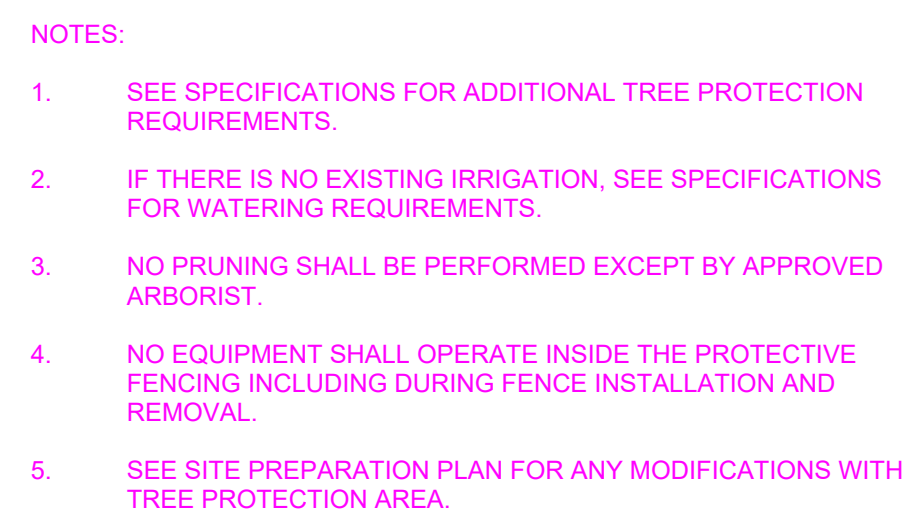 NOTES:
1. SEE SPECIFICATIONS FOR ADDITIONAL TREE PROTECTION
REQUIREMENTS.
2. IF THERE IS NO EXISTING IRRIGATION, SEE SPECIFICATIONS
FOR WATERING REQUIREMENTS.
3. NO PRUNING SHALL BE PERFORMED EXCEPT BY APPROVED
ARBORIST.
4. NO EQUIPMENT SHALL OPERATE INSIDE THE PROTECTIVE
FENCING INCLUDING DURING FENCE INSTALLATION AND
REMOVAL.
5. SEE SITE PREPARATION PLAN FOR ANY MODIFICATIONS WITH
TREE PROTECTION AREA.